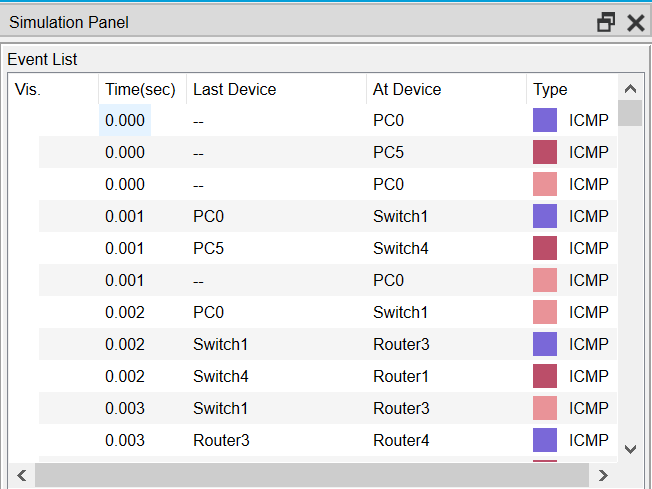 Simulation Panel
Event List
Vis. Time(sec) Last Device At Device Type
0.000 -- PC0 ICMP
0.000 -- PC5 ICMP
0.000 -- PC0 ICMP
0.001 PC0 Switch1 ICMP
0.001 PC5 Switch4 ICMP
0.001 -- PC0 ICMP
0.002 PC0 Switch1 ICMP
0.002 Switch1 Router3 ICMP
0.002 Switch4 Router1 ICMP
0.003 Switch1 Router3 ICMP
0.003 Router3 Router4 ICMP